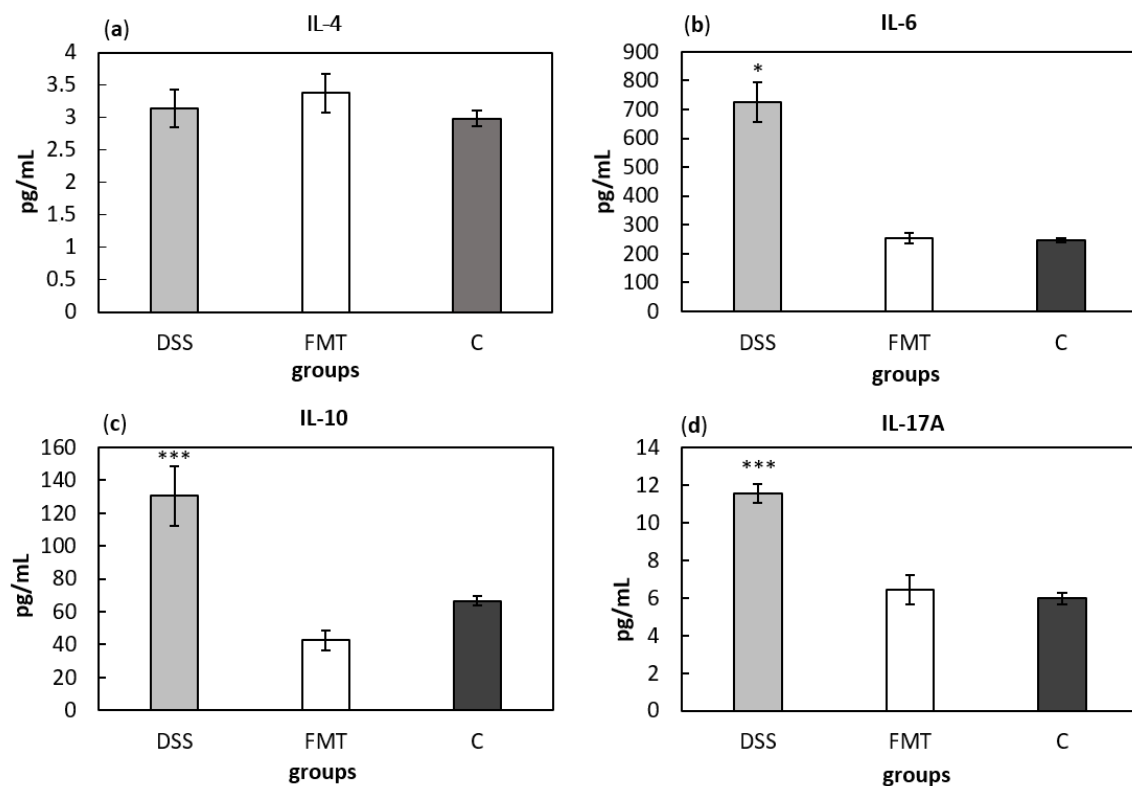 (a) IL-4
4
3.5
3
2.5
2
1.5
1
0.5
0
pg/mL
DSS FMT C
groups
(b) IL-6
900
800
700
600
500
400
300
200
100
0
pg/mL
*
DSS FMT C
groups
(c) IL-10
160
140
120
100
80
60
40
20
0
pg/mL
***
DSS FMT C
groups
(d) IL-17A
14
12
10
8
6
4
2
0
pg/mL
***
DSS FMT C
groups